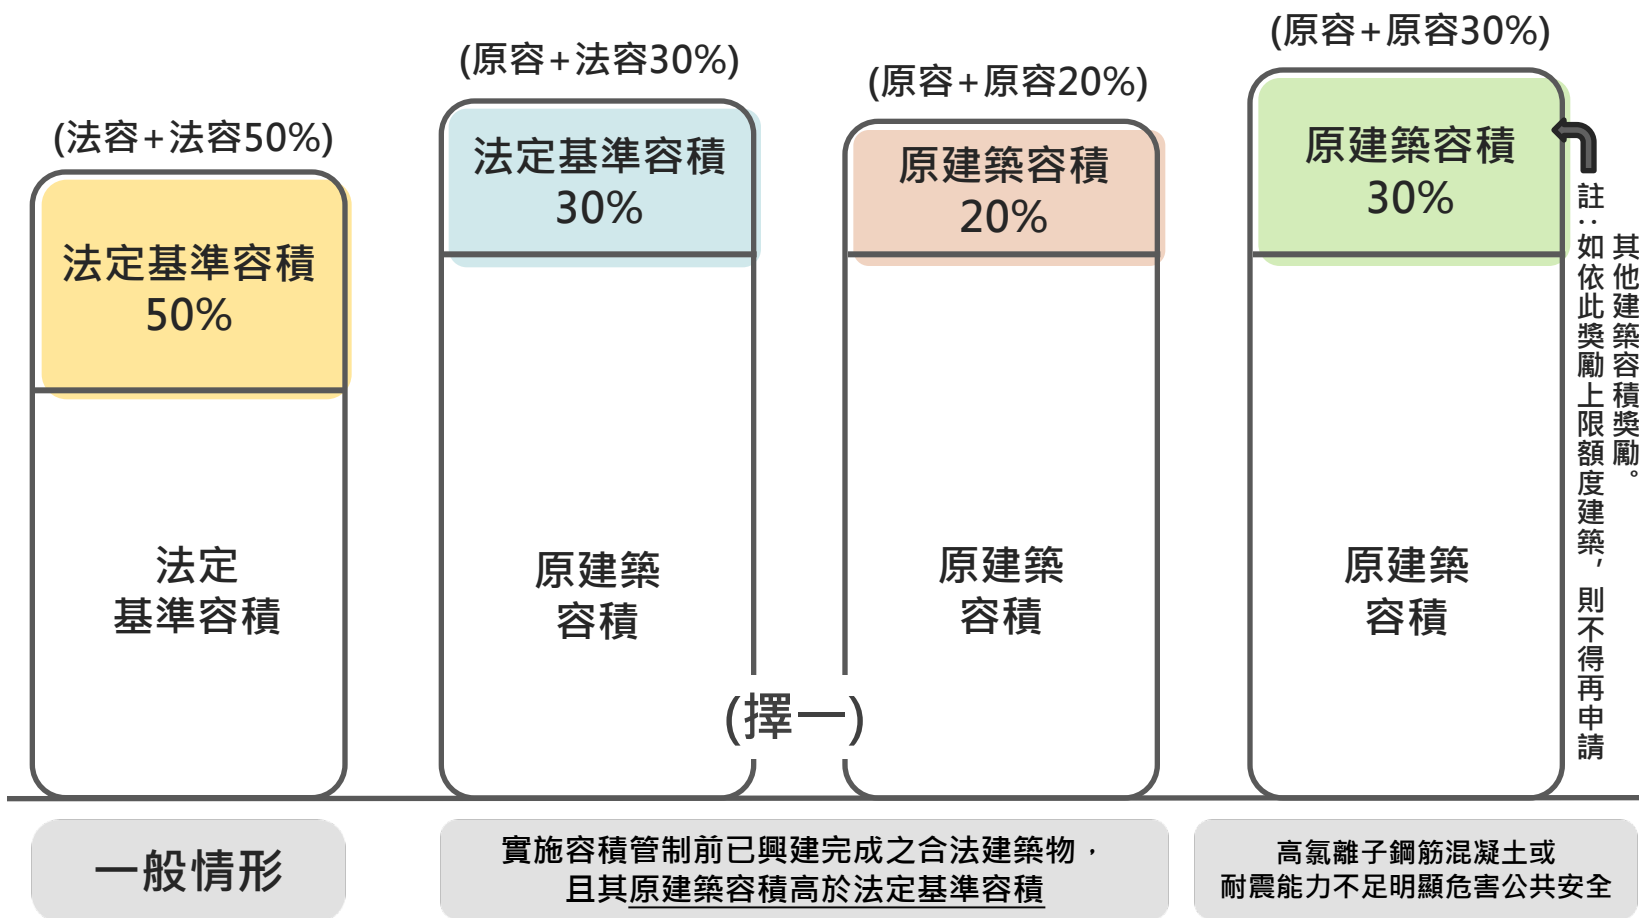 (法容+法容50%)
法定基準容積
50%
法定
基準容積
一般情形
(原容+法容30%)
法定基準容積
30%
原建築
容積
(擇一)
(原容+原容20%)
原建築容積
20%
原建築
容積
實施容積管制前已興建完成之合法建築物，
且其原建築容積高於法定基準容積
(原容+原容30%)
原建築容積
30%
原建築
容積
註：如依此獎勵上限額度建築，則不得再申請
其他建築容積獎勵。
高氯離子鋼筋混凝土或
耐震能力不足明顯危害公共安全